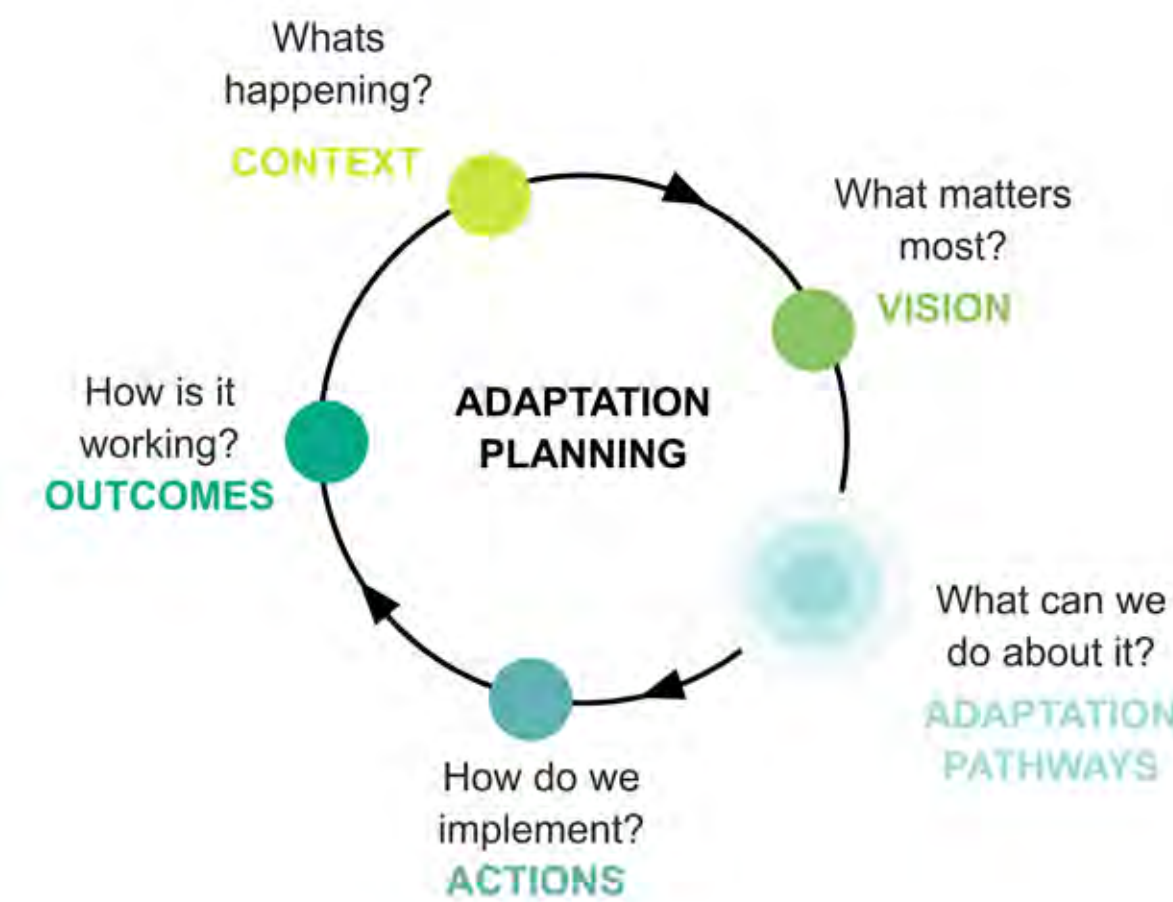 Whats
happening?
CONTEXT
What matters
most?
VISION
ADAPTATION
PLANNING
What can we
do about it?
ADAPTATION
PATHWAYS
How do we
implement?
ACTIONS
How is it
working?
OUTCOMES